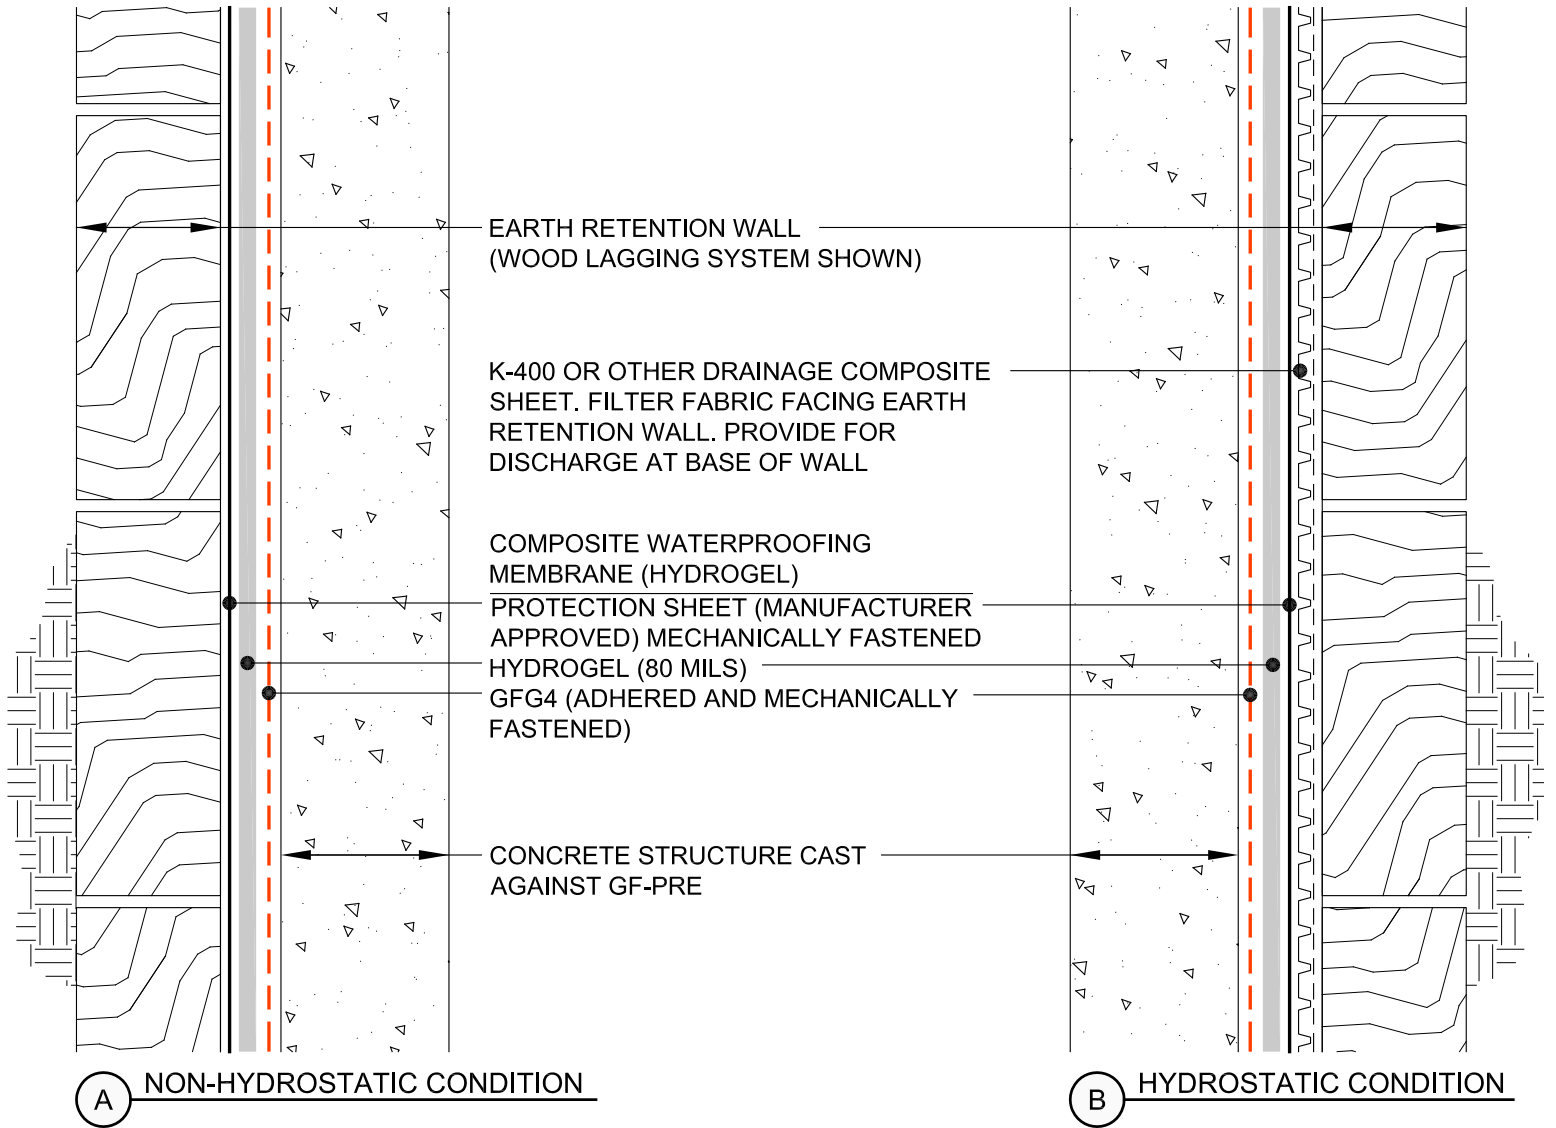 EARTH RETENTION WALL
(WOOD LAGGING SYSTEM SHOWN)
K-400 OR OTHER DRAINAGE COMPOSITE
SHEET. FILTER FABRIC FACING EARTH
RETENTION WALL. PROVIDE FOR
DISCHARGE AT BASE OF WALL
COMPOSITE WATERPROOFING
MEMBRANE (HYDROGEL)
PROTECTION SHEET (MANUFACTURER
APPROVED) MECHANICALLY FASTENED
HYDROGEL (80 MILS)
GFG4 (ADHERED AND MECHANICALLY
FASTENED)
CONCRETE STRUCTURE CAST
AGAINST GF-PRE
A NON-HYDROSTATIC CONDITION
B HYDROSTATIC CONDITION